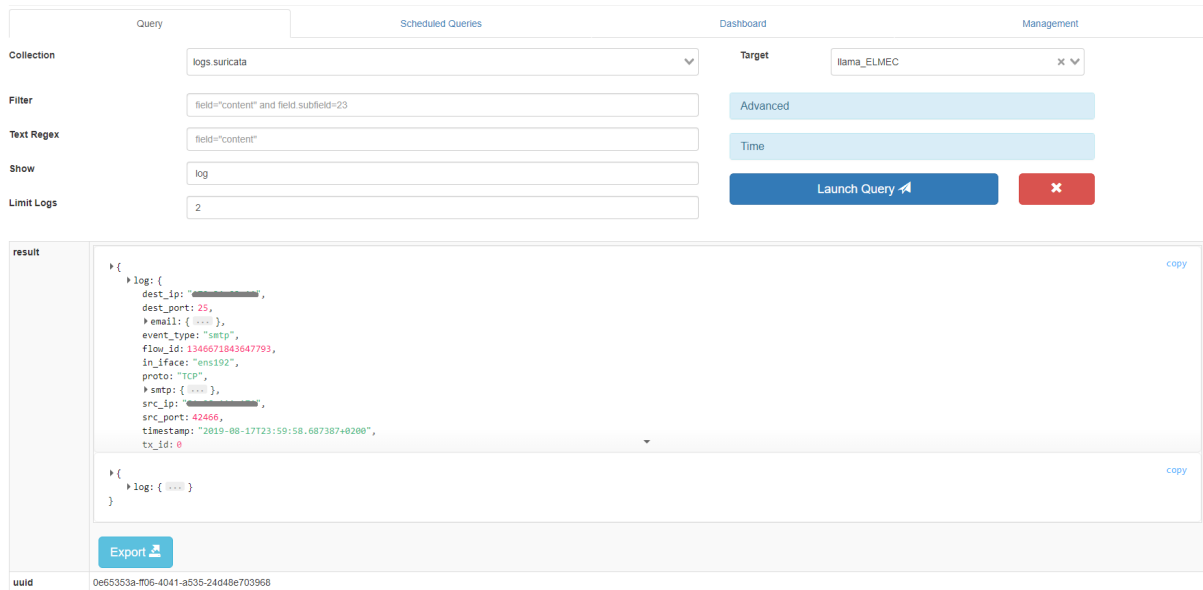 Query Scheduled Queries Dashboard Management
Collection logs.suricata Target llama_ELMEC
Filter field="content" and field.subfield=23 Advanced
Text Regex field="content" Time
Show log Launch Query
Limit Logs 2
result
copy
{
log: {
dest_ip: "",
dest_port: 25,
email: { ... },
event_type: "smtp",
flow_id: 1346671843647793,
in_iface: "ens192",
proto: "TCP",
smtp: { ... },
src_ip: "",
src_port: 42466,
timestamp: "2019-08-17T23:59:58.687387+0200",
tx_id: 0
copy
{
log: { ... }
}
Export
uuid 0e65353a-ff06-4041-a535-24d48e703968